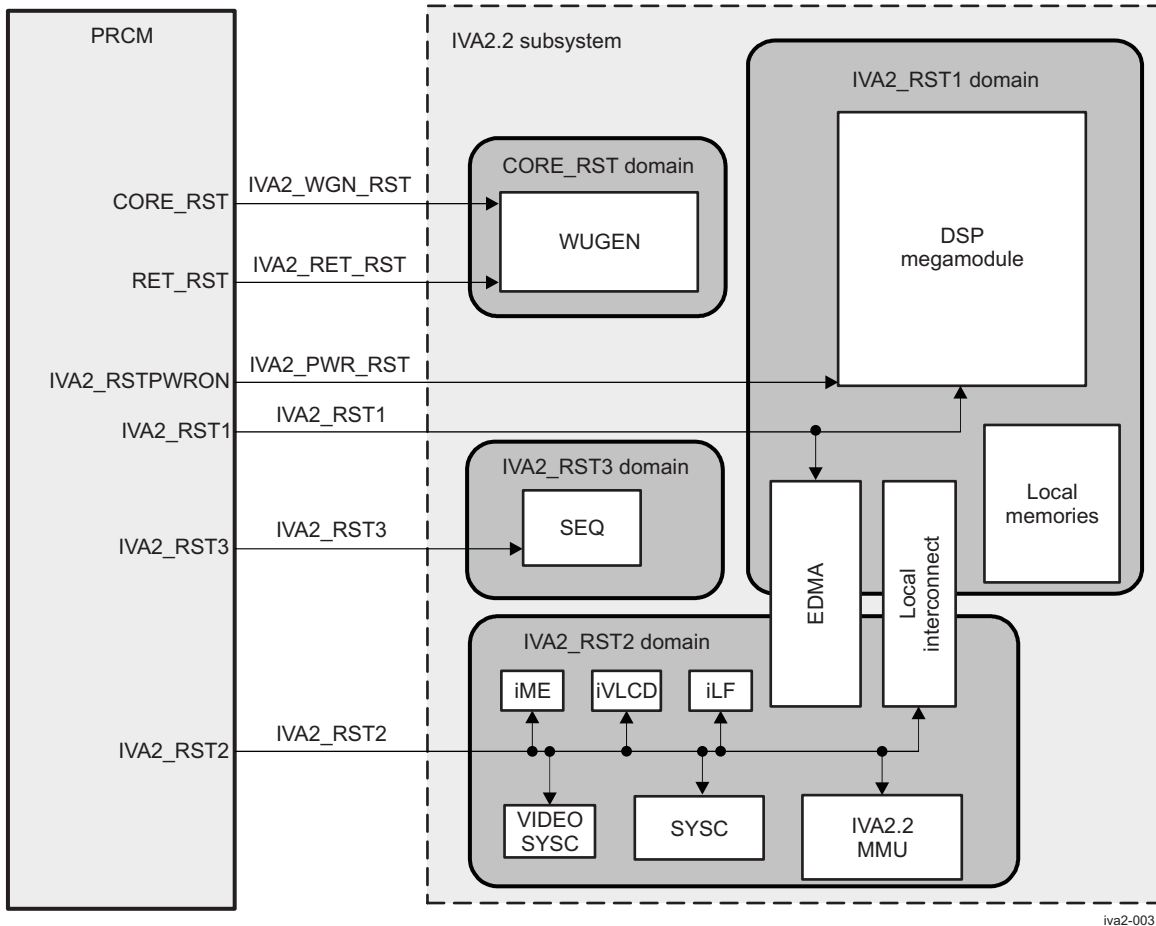 PRCM
IVA2.2 subsystem
IVA2_RST1 domain
DSP
megamodule
CORE_RST domain
WUGEN
CORE_RST
IVA2_WGN_RST
RET_RST
IVA2_RET_RST
IVA2_RSTPWRON
IVA2_PWR_RST
IVA2_RST1
IVA2_RST1
IVA2_RST3 domain
SEQ
IVA2_RST3
IVA2_RST3
Local
memories
EDMA
Local
interconnect
IVA2_RST2 domain
iME
iVLCD
iLF
IVA2_RST2
IVA2_RST2
VIDEO
SYSC
SYSC
IVA2.2
MMU
iva2-003